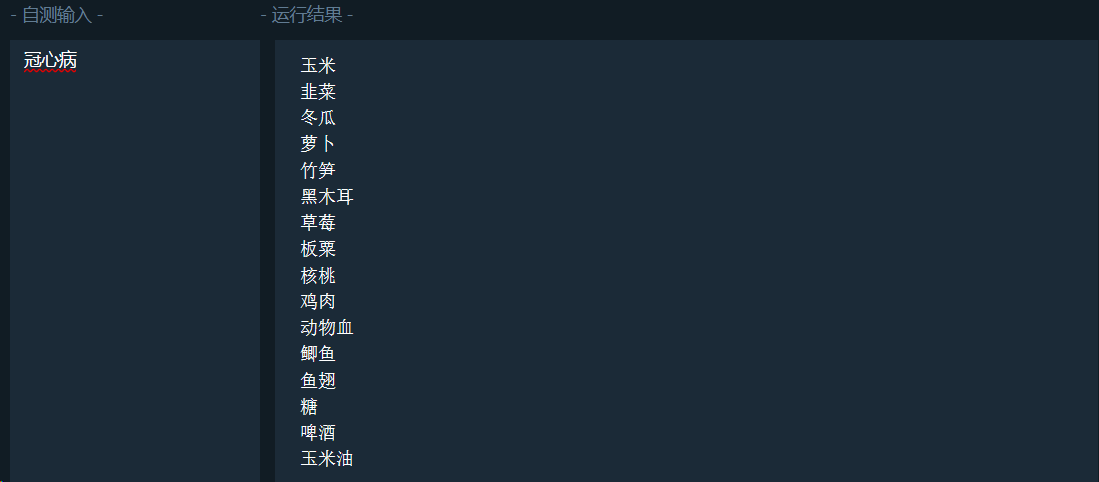 - 自测输入 -
- 运行结果 -
冠心病
玉米
韭菜
冬瓜
萝卜
竹笋
黑木耳
草莓
板粟
核桃
鸡肉
动物血
鲫鱼
鱼翅
糖
啤酒
玉米油